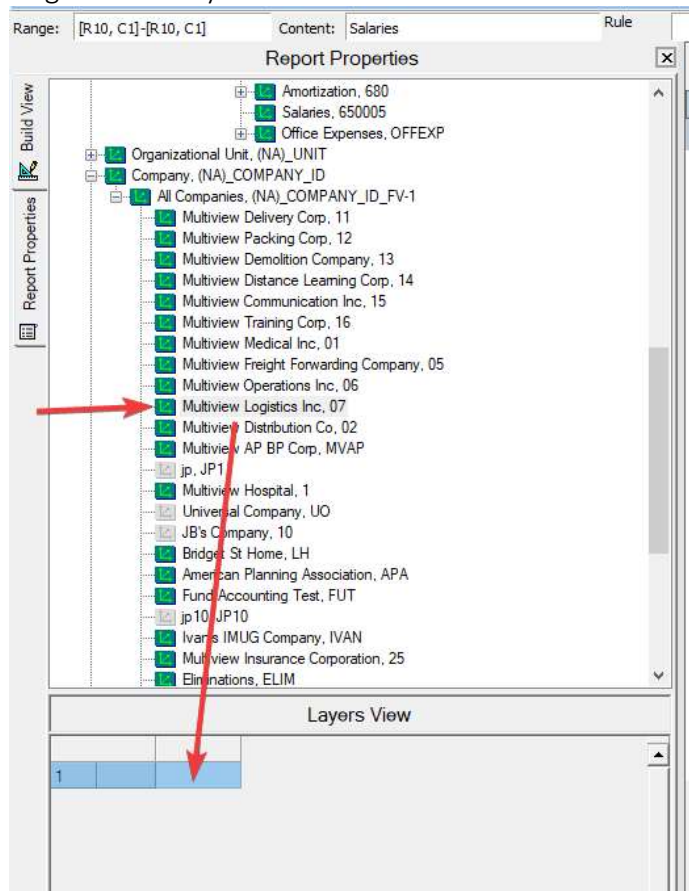 Range: [R10, C1]-[R10, C1] Content: Salaries Rule
Report Properties
Build View
Report Properties
Amortization, 680
Salaries, 650005
Office Expenses, OFFEXP
Organizational Unit, (NA)_UNIT
Company, (NA)_COMPANY_ID
All Companies, (NA)_COMPANY_ID_FV-1
Multiview Delivery Corp, 11
Multiview Packing Corp, 12
Multiview Demolition Company, 13
Multiview Distance Learning Corp, 14
Multiview Communication Inc, 15
Multiview Training Corp, 16
Multiview Medical Inc, 01
Multiview Freight Forwarding Company, 05
Multiview Operations Inc, 06
Multiview Logistics Inc, 07
Multiview Distribution Co, 02
Multiview AP BP Corp, MVAP
jp, JP1
Multiview Hospital, 1
Universal Company, UO
JB's Company, 10
Bridget St Home, LH
American Planning Association, APA
Fund Accounting Test, FUT
jp10, JP10
Ivan's IMUG Company, IVAN
Multiview Insurance Corporation, 25
Eliminations, ELIM
Layers View
1